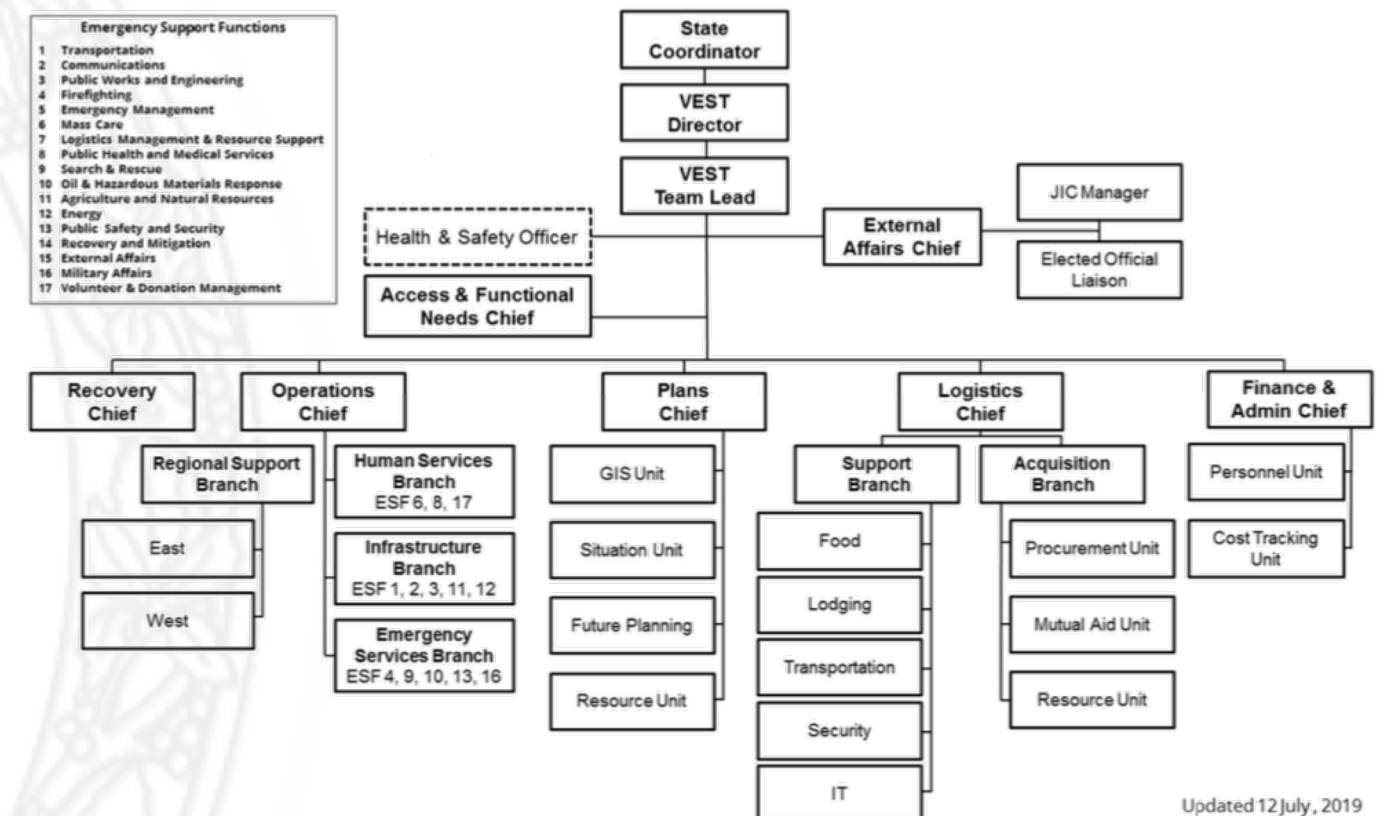 Emergency Support Functions
1 Transportation
2 Communications
3 Public Works and Engineering
4 Firefighting
5 Emergency Management
6 Mass Care
7 Logistics Management & Resource Support
8 Public Health and Medical Services
9 Search & Rescue
10 Oil & Hazardous Materials Response
11 Agriculture and Natural Resources
12 Energy
13 Public Safety and Security
14 Recovery and Mitigation
15 External Affairs
16 Military Affairs
17 Volunteer & Donation Management
State
Coordinator
VEST
Director
VEST
Team Lead
Health & Safety Officer
External
Affairs Chief
JIC Manager
Elected Official
Liaison
Access & Functional
Needs Chief
Recovery
Chief
Operations
Chief
Plans
Chief
Logistics
Chief
Finance &
Admin Chief
Regional Support
Branch
East
West
Human Services
Branch
ESF 6, 8, 17
Infrastructure
Branch
ESF 1, 2, 3, 11, 12
Emergency
Services Branch
ESF 4, 9, 10, 13, 16
GIS Unit
Situation Unit
Future Planning
Resource Unit
Support
Branch
Food
Lodging
Transportation
Security
IT
Acquisition
Branch
Procurement Unit
Mutual Aid Unit
Resource Unit
Personnel Unit
Cost Tracking
Unit
Updated 12 July, 2019